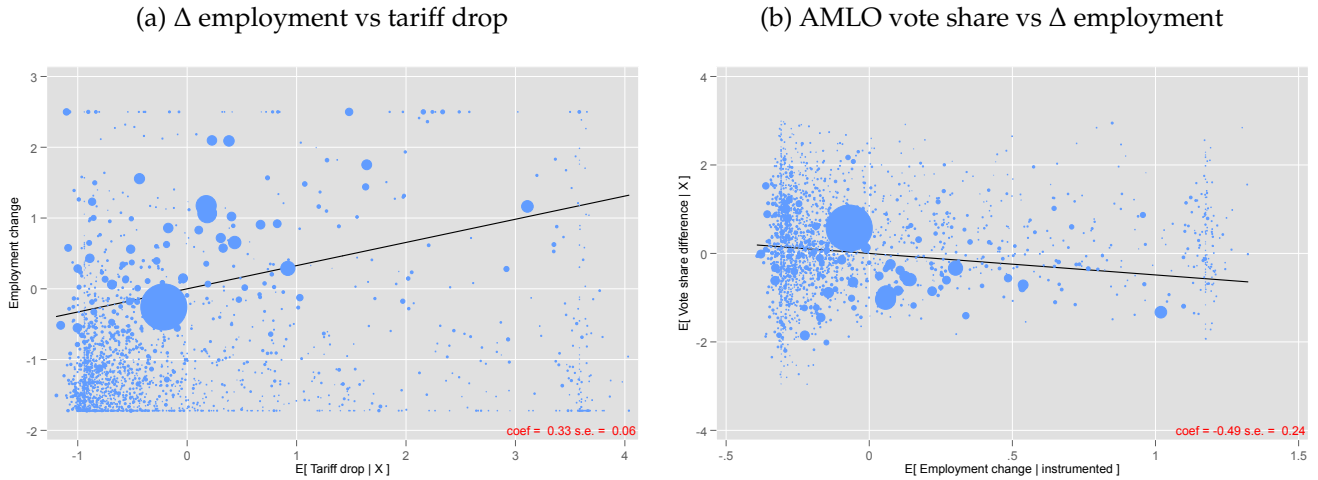 (a) Δ employment vs tariff drop
3
2
1
0
-1
-2
Employment change
-1
0
1
2
3
4
E[ Tariff drop | X ]
coef = 0.33 s.e. = 0.06
(b) AMLO vote share vs Δ employment
4
2
0
-2
-4
E[ Vote share difference | X ]
-.5
0
.5
1
1.5
E[ Employment change | instrumented ]
coef = -0.49 s.e. = 0.24